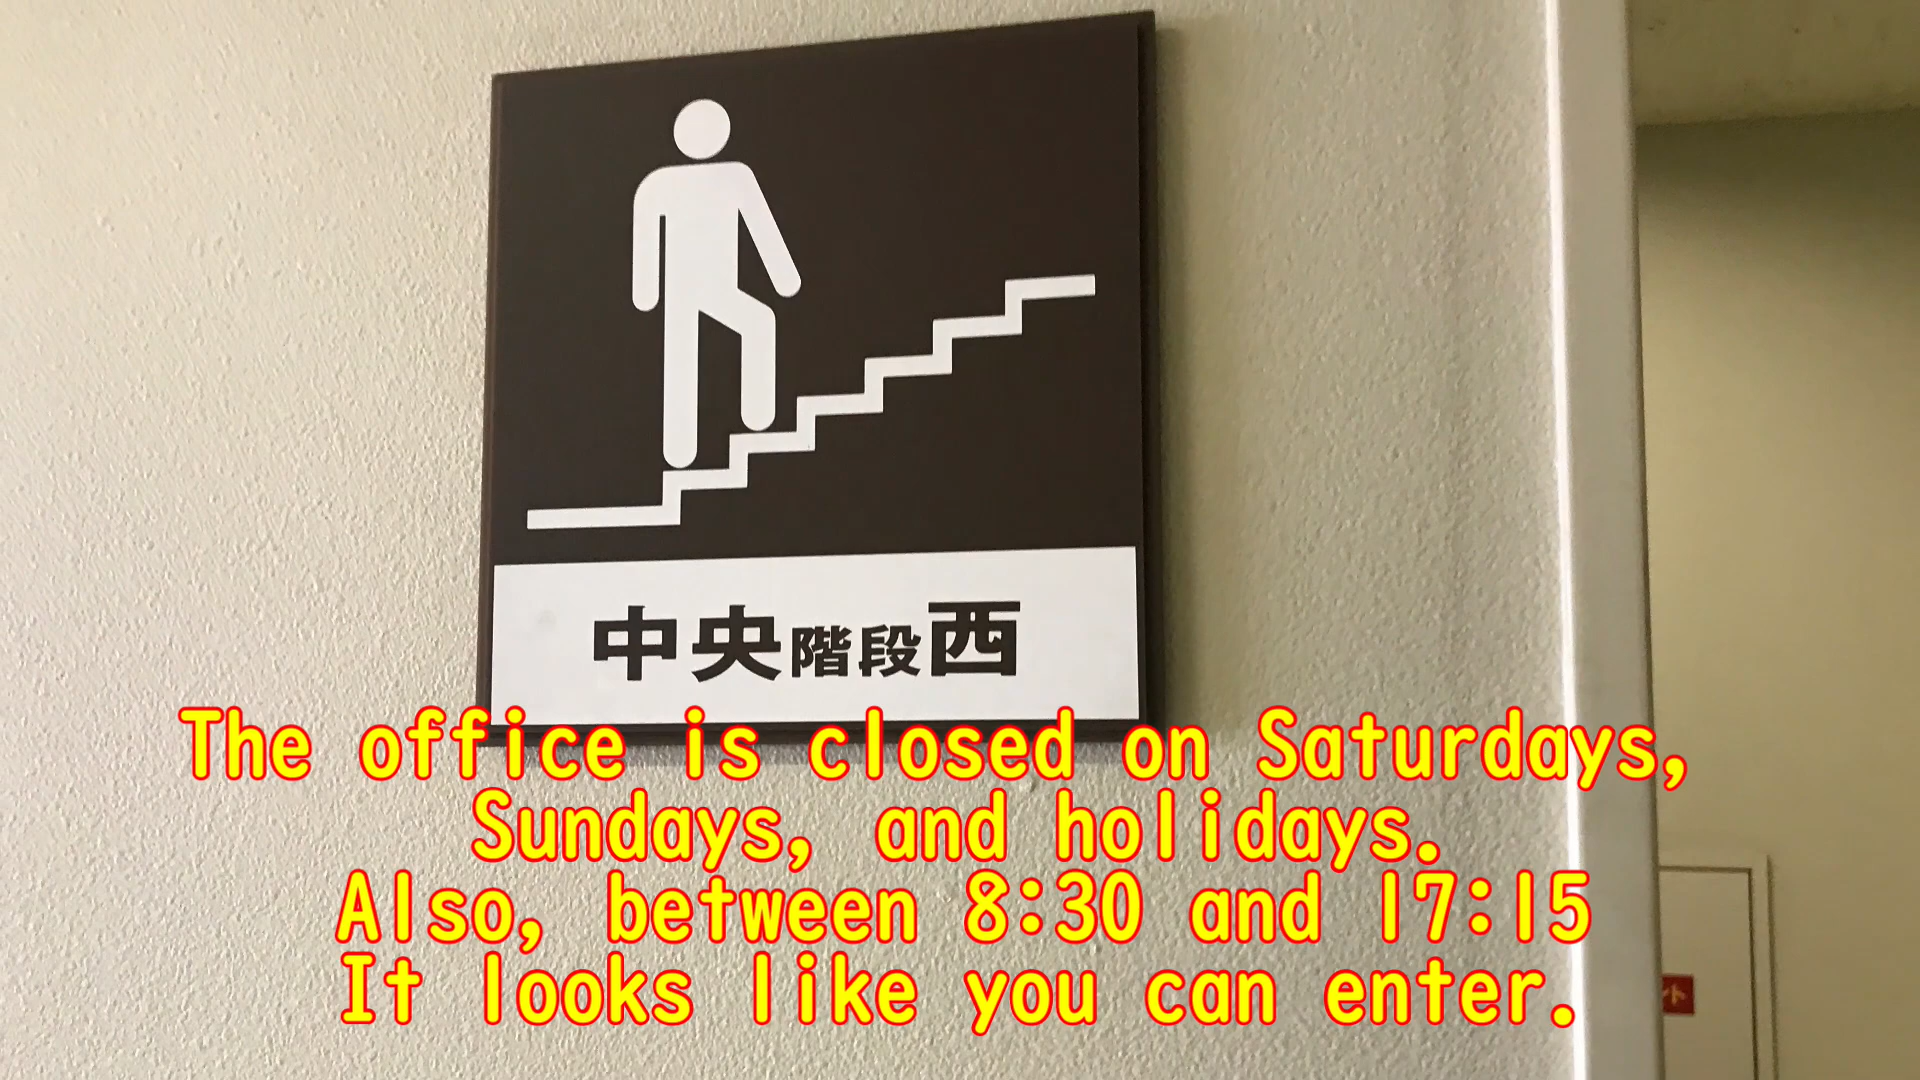 中央階段西
The office is closed on Saturdays,
Sundays, and holidays.
Also, between 8:30 and 17:15
It looks like you can enter.